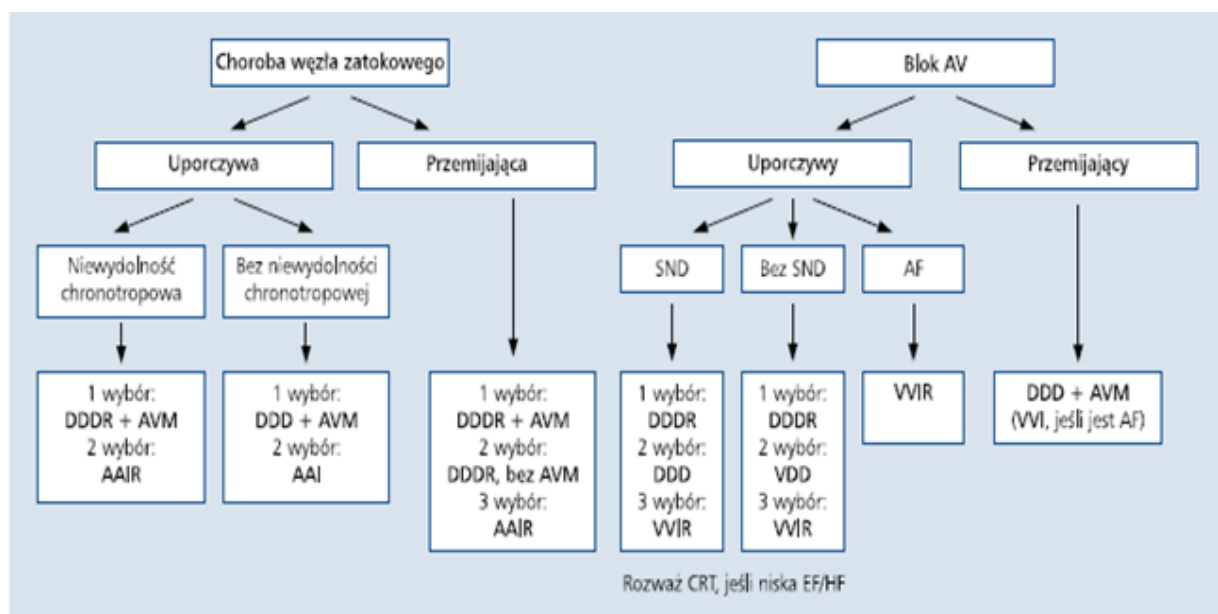 Choroba węzła zatokowego
Blok AV
Uporczywa
Przemijająca
Uporczywy
Przemijający
Niewydolność
chronotropowa
Bez niewydolności
chronotropowej
SND
Bez SND
AF
1 wybór:
DDDR + AVM
2 wybór:
AAIR
1 wybór:
DDD + AVM
2 wybór:
AAI
1 wybór:
DDDR + AVM
2 wybór:
DDDR, bez AVM
3 wybór:
AAIR
1 wybór:
DDDR
2 wybór:
DDD
3 wybór:
VVIR
1 wybór:
DDDR
2 wybór:
VDD
3 wybór:
VVIR
VVIR
DDD + AVM
(VVI, jeśli jest AF)
Rozważ CRT, jeśli niska EF/HF